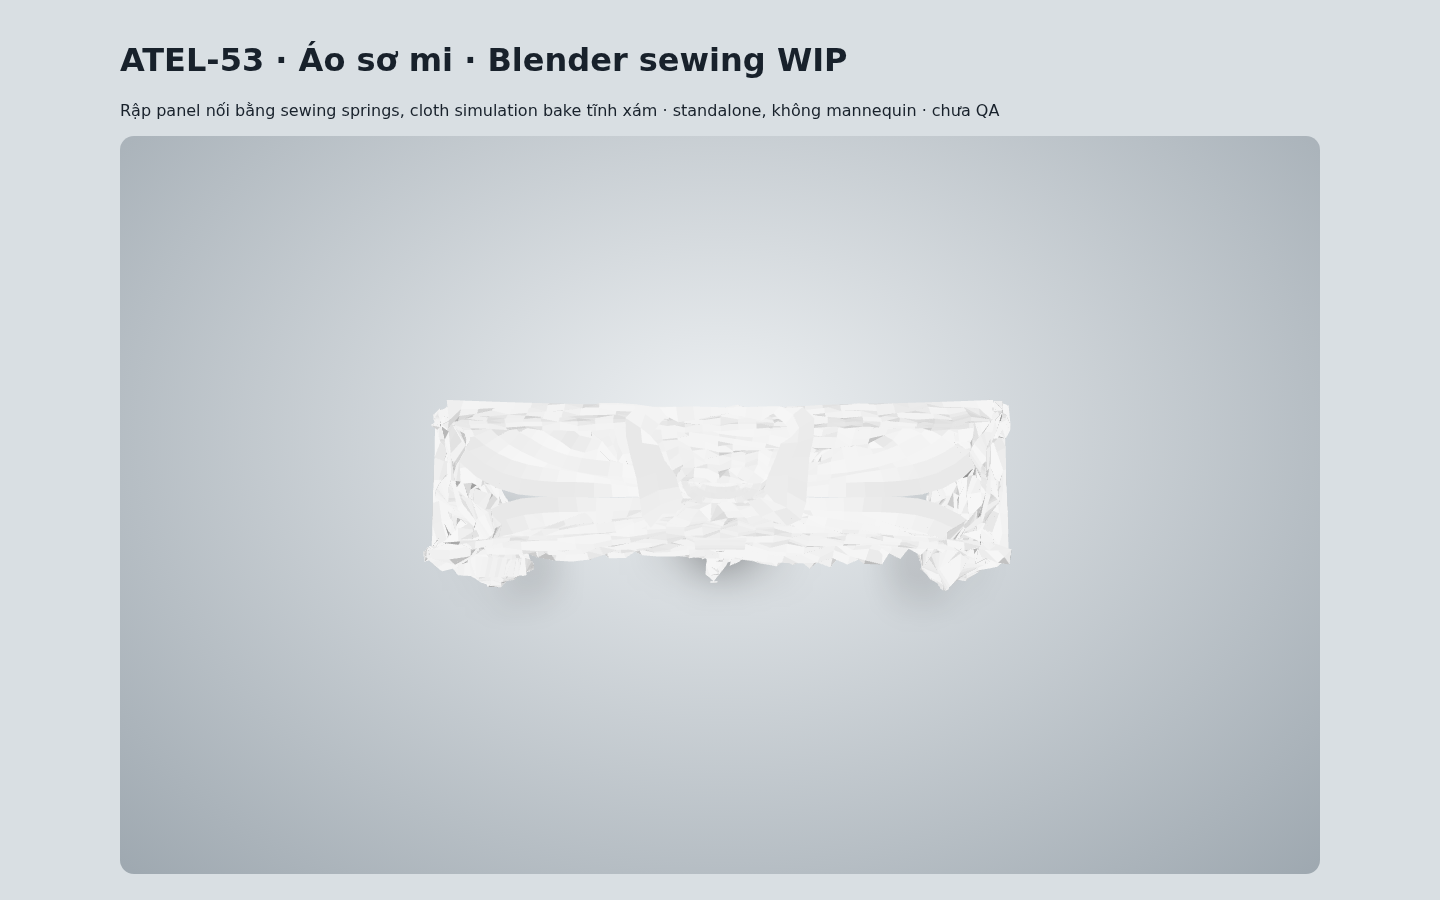 ATEL-53 · Áo sơ mi · Blender sewing WIP
Rập panel nối bằng sewing springs, cloth simulation bake tĩnh xám · standalone, không mannequin · chưa QA